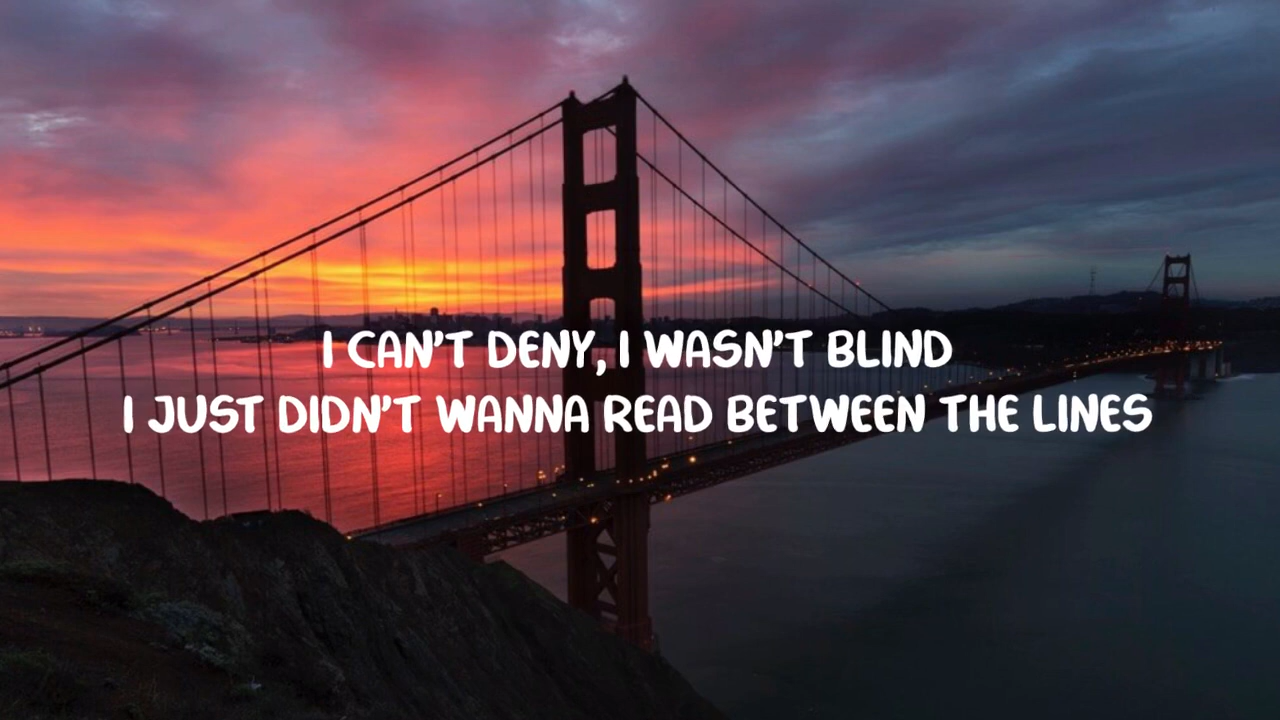 I CAN'T DENY, I WASN'T BLIND
I JUST DIDN'T WANNA READ BETWEEN THE LINES